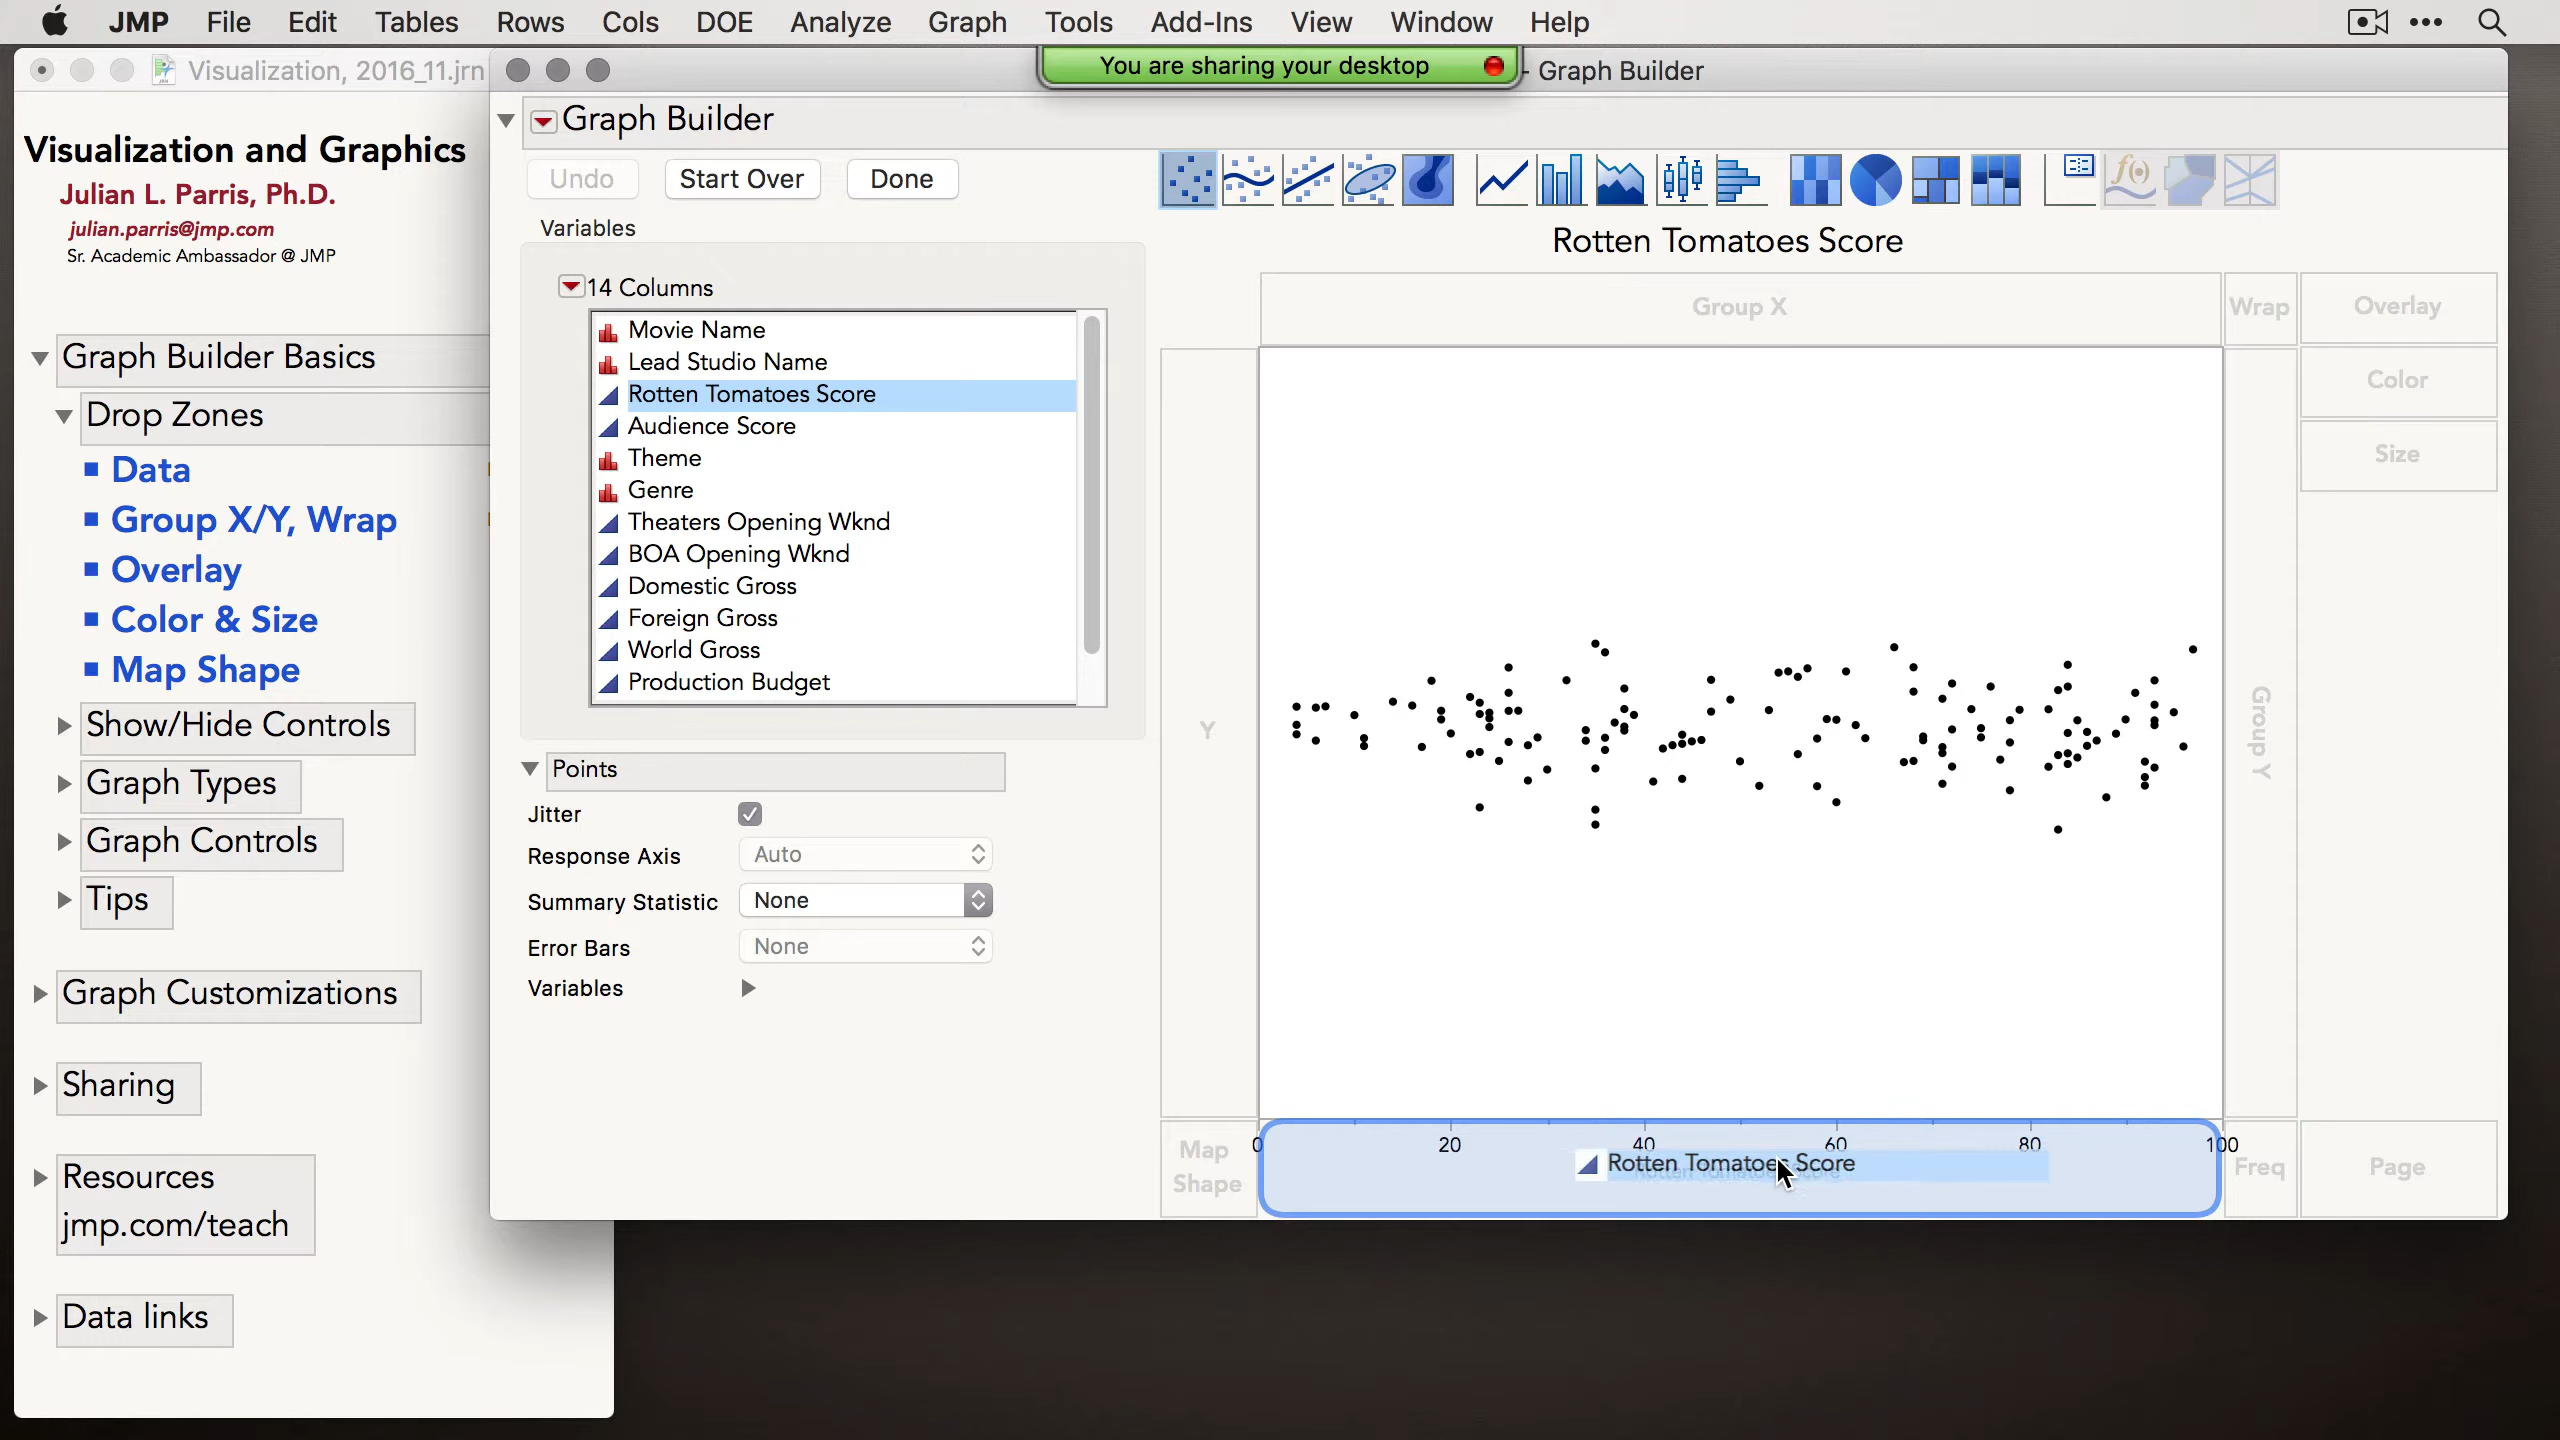 JMP File Edit Tables Rows Cols DOE Analyze Graph Tools Add-Ins View Window Help
You are sharing your desktop
Visualization, 2016_11.jrn
- Graph Builder
Visualization and Graphics
Julian L. Parris, Ph.D.
julian.parris@jmp.com
Sr. Academic Ambassador @ JMP
Graph Builder Basics
Drop Zones
Data
Group X/Y, Wrap
Overlay
Color & Size
Map Shape
Show/Hide Controls
Graph Types
Graph Controls
Tips
Graph Customizations
Sharing
Resources
jmp.com/teach
Data links
Graph Builder
Undo Start Over Done
Variables
14 Columns
Movie Name
Lead Studio Name
Rotten Tomatoes Score
Audience Score
Theme
Genre
Theaters Opening Wknd
BOA Opening Wknd
Domestic Gross
Foreign Gross
World Gross
Production Budget
Points
Jitter
Response Axis Auto
Summary Statistic None
Error Bars None
Variables
Rotten Tomatoes Score
Group X
Wrap
Overlay
Color
Size
Y
Group Y
Map
Shape
0 20 40 60 80 100
Rotten Tomatoes Score
Rotten Tomatoes Score
Freq
Page